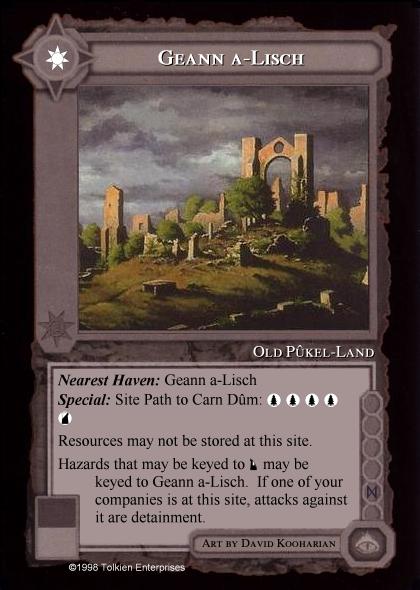 GEANN A-LISCH
OLD PÛKEL-LAND
Nearest Haven: Geann a-Lisch
Special: Site Path to Carn Dûm:
Resources may not be stored at this site.
Hazards that may be keyed to may be
keyed to Geann a-Lisch. If one of your
companies is at this site, attacks against
it are detainment.
ART BY DAVID KOOHARIAN
©1998 Tolkien Enterprises